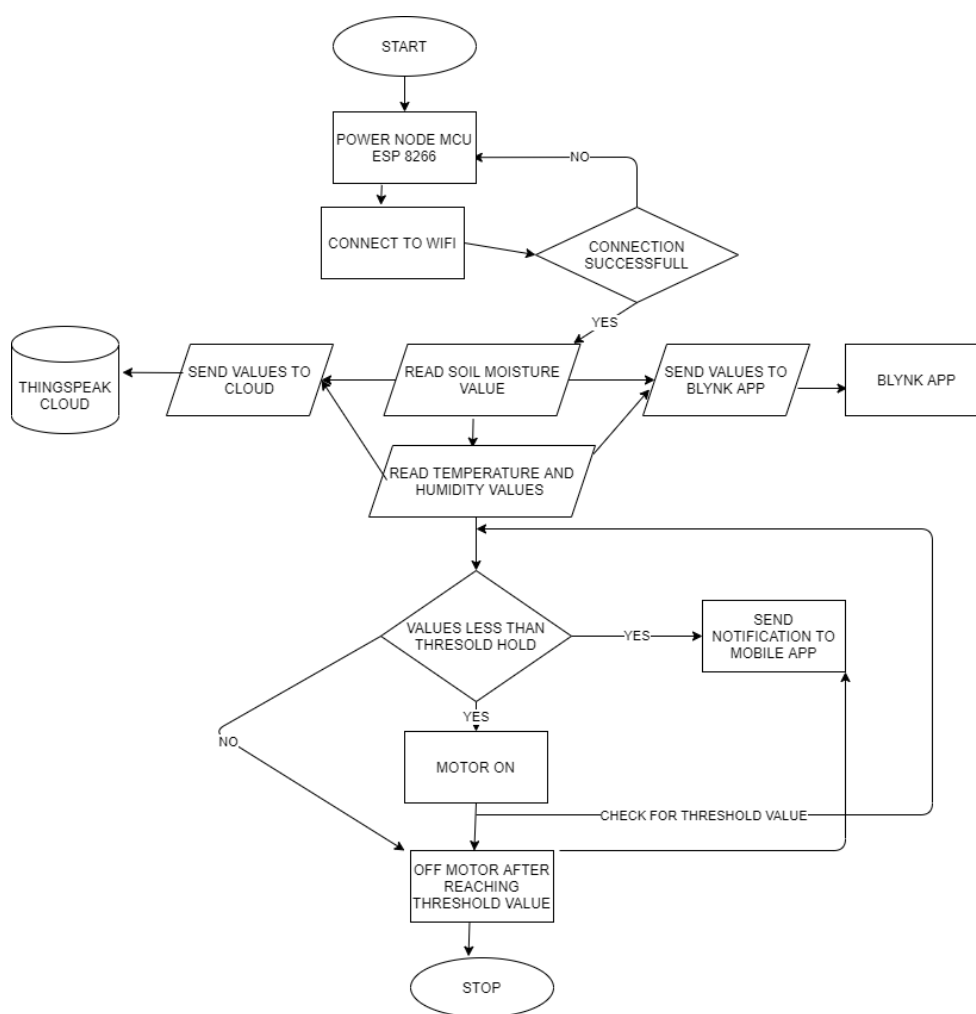 START
POWER NODE MCU
ESP 8266
NO
CONNECT TO WIFI
CONNECTION
SUCCESSFULL
YES
THINGSPEAK
CLOUD
SEND VALUES TO
CLOUD
READ SOIL MOISTURE
VALUE
SEND VALUES TO
BLYNK APP
BLYNK APP
READ TEMPERATURE AND
HUMIDITY VALUES
VALUES LESS THAN
THRESOLD HOLD
YES
SEND
NOTIFICATION TO
MOBILE APP
YES
NO
MOTOR ON
CHECK FOR THRESHOLD VALUE
OFF MOTOR AFTER
REACHING
THRESHOLD VALUE
STOP